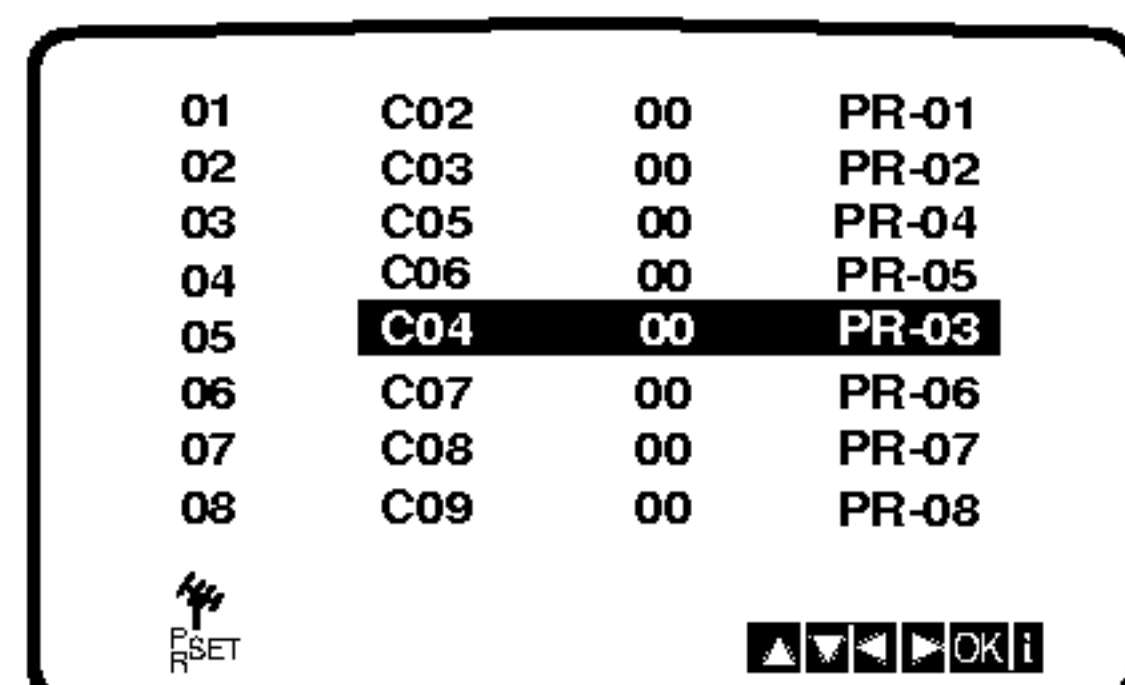 01 C02 00 PR-01
02 C03 00 PR-02
03 C05 00 PR-04
04 C06 00 PR-05
05 C04 00 PR-03
06 C07 00 PR-06
07 C08 00 PR-07
08 C09 00 PR-08
PR SET OK i